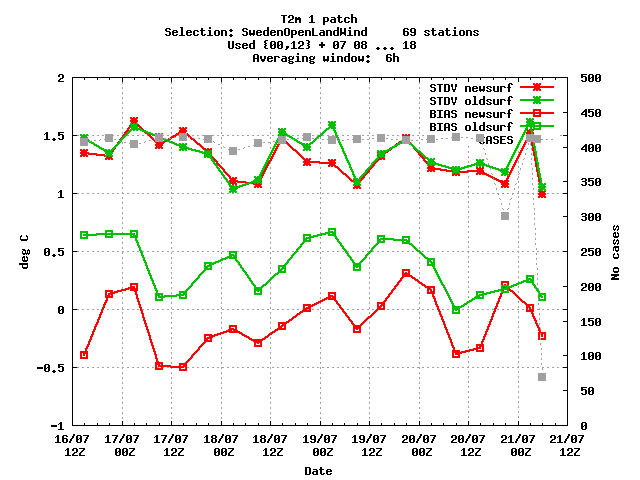 T2m 1 patch
Selection: SwedenOpenLandWind 69 stations
Used {00,12} + 07 08 ... 18
Averaging window: 6h
STDV newsurf
STDV oldsurf
BIAS newsurf
BIAS oldsurf
CASES
2
1.5
1
0.5
0
-0.5
-1
deg C
500
450
400
350
300
250
200
150
100
50
0
No cases
16/07 17/07 17/07 18/07 18/07 19/07 19/07 20/07 20/07 21/07 21/07
12Z 00Z 12Z 00Z 12Z 00Z 12Z 00Z 12Z 00Z 12Z
Date